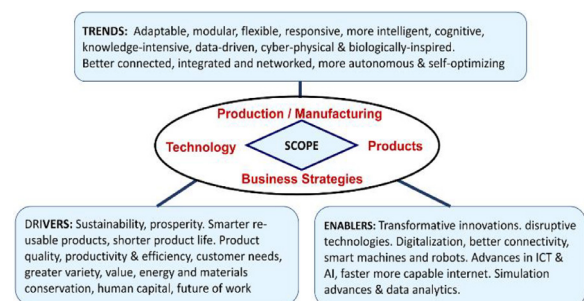 TRENDS: Adaptable, modular, flexible, responsive, more intelligent, cognitive,
knowledge-intensive, data-driven, cyber-physical & biologically-inspired.
Better connected, integrated and networked, more autonomous & self-optimizing
Production / Manufacturing
Technology
SCOPE
Products
Business Strategies
DRIVERS: Sustainability, prosperity. Smarter re-
usable products, shorter product life. Product
quality, productivity & efficiency, customer needs,
greater variety, value, energy and materials
conservation, human capital, future of work
ENABLERS: Transformative innovations. disruptive
technologies. Digitalization, better connectivity,
smart machines and robots. Advances in ICT &
AI, faster more capable internet. Simulation
advances & data analytics.